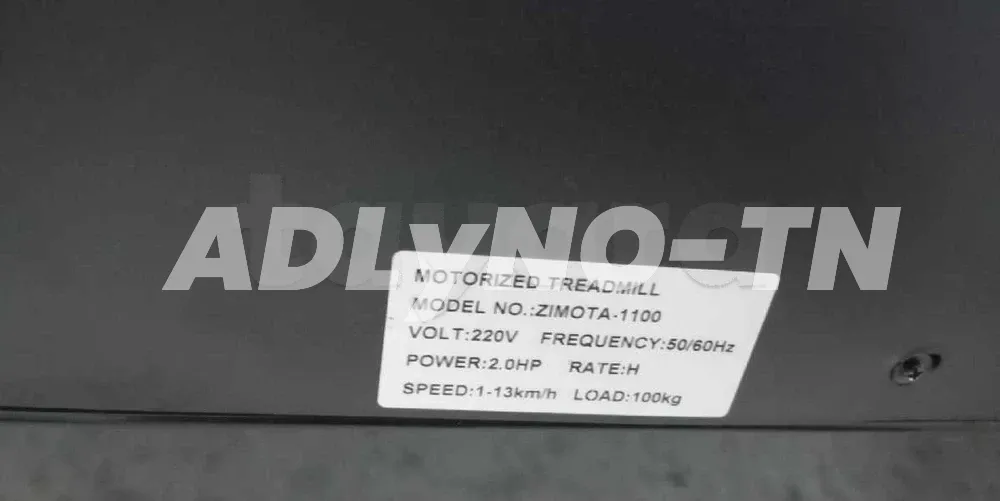 ADLyNO-TN
MOTORIZED TREADMILL
MODEL NO.:ZIMOTA-1100
VOLT:220V FREQUENCY:50/60Hz
POWER:2.0HP RATE:H
SPEED:1-13km/h LOAD:100kg